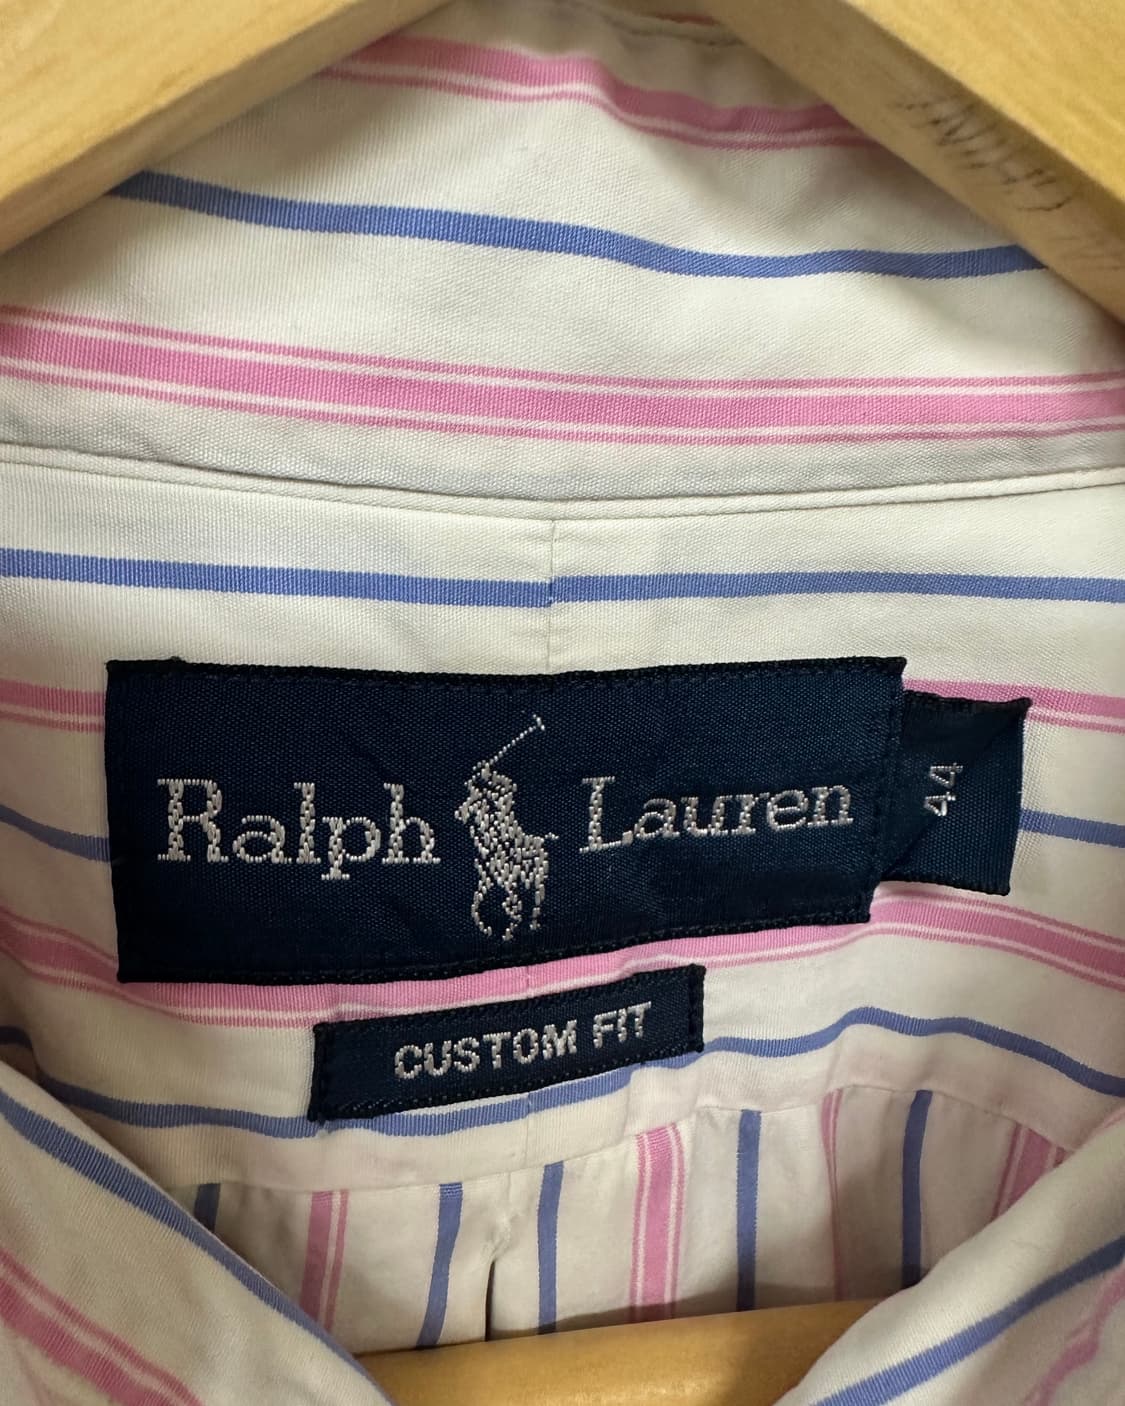 Ralph Lauren
44
CUSTOM FIT